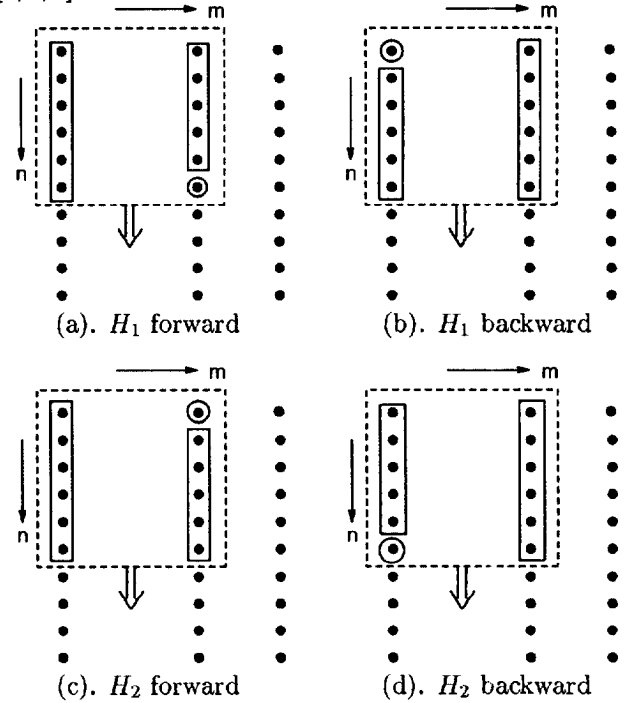 m
m
n
n
(a). H₁ forward
(b). H₁ backward
m
m
n
n
(c). H₂ forward
(d). H₂ backward